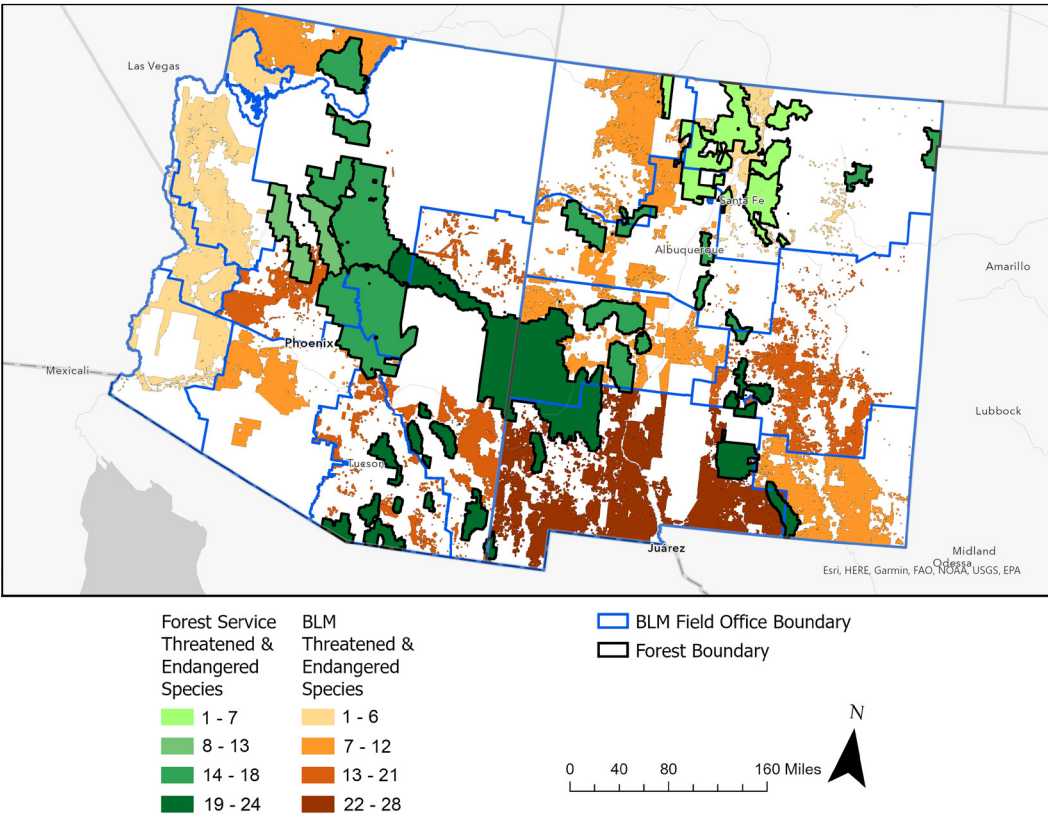 Las Vegas
Santa Fe
Albuquerque
Amarillo
Phoenix
Mexicali
Lubbock
Tucson
Juárez
Midland
Odessa
Esri, HERE, Garmin, FAO, NOAA, USGS, EPA
Forest Service
Threatened &
Endangered
Species
1 - 7
8 - 13
14 - 18
19 - 24
BLM
Threatened &
Endangered
Species
1 - 6
7 - 12
13 - 21
22 - 28
BLM Field Office Boundary
Forest Boundary
N
0 40 80 160 Miles